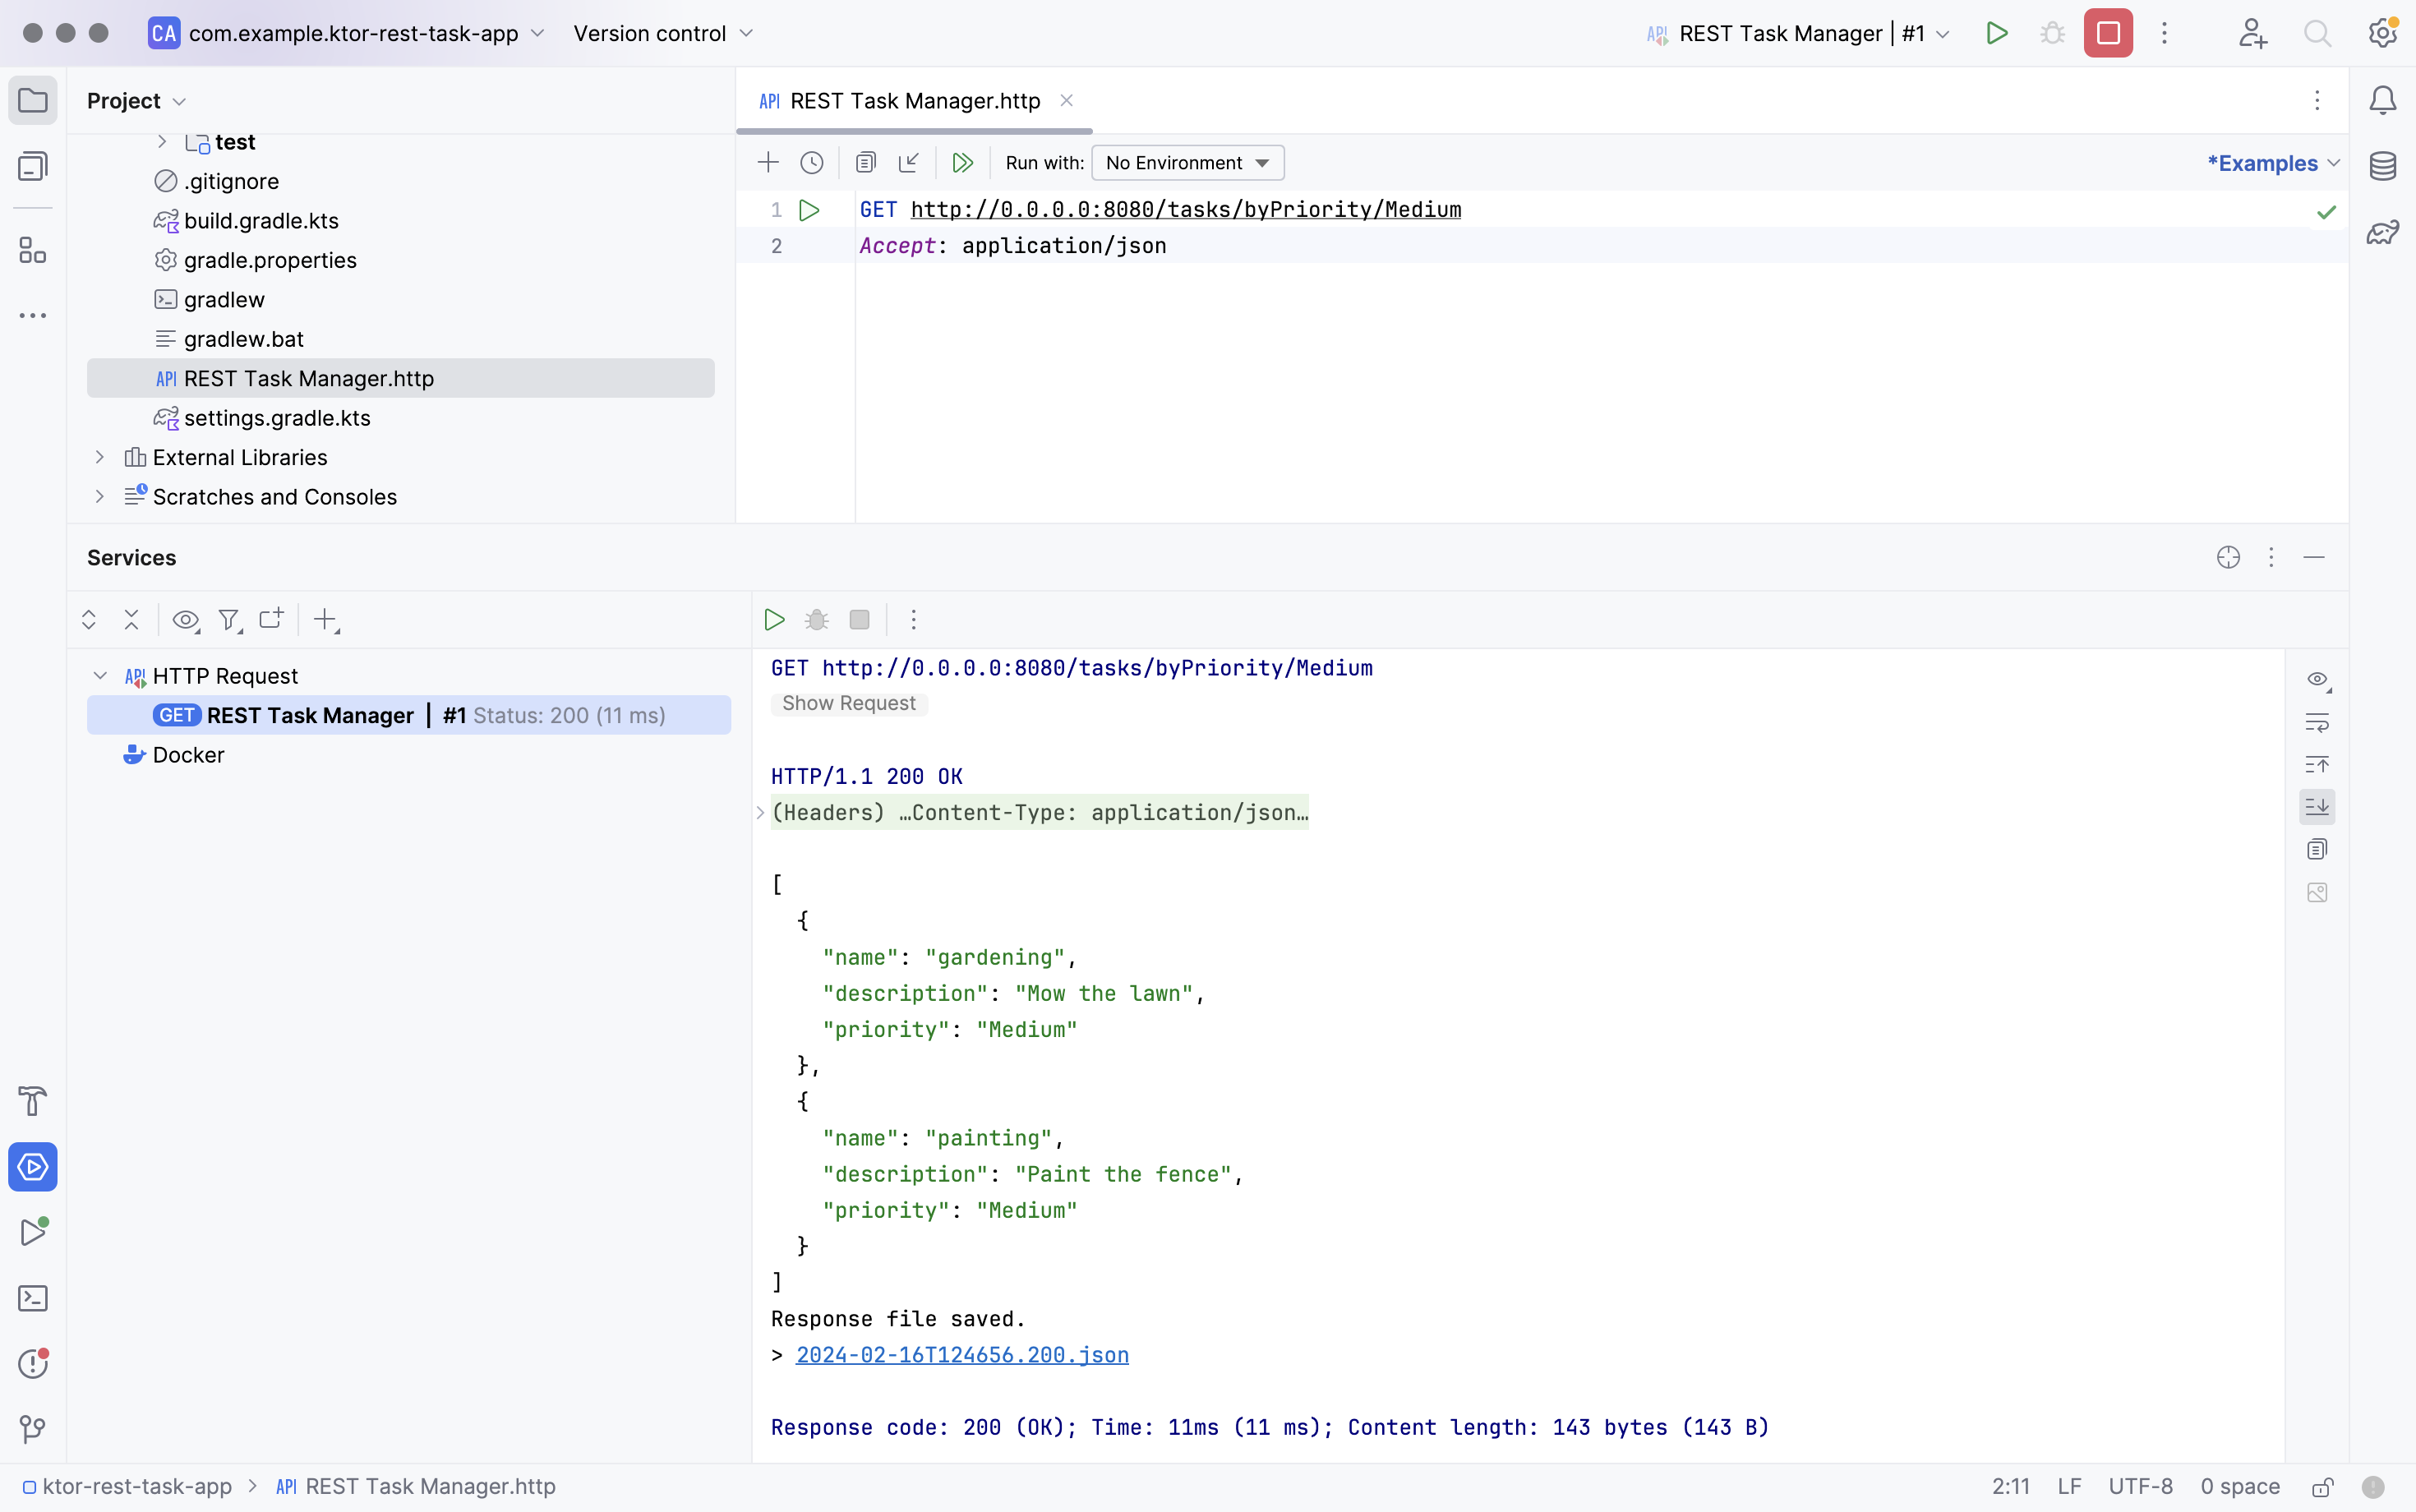 CA com.example.ktor-rest-task-app Version control
API REST Task Manager | #1
Project
API REST Task Manager.http
test
.gitignore
build.gradle.kts
gradle.properties
gradlew
gradlew.bat
API REST Task Manager.http
settings.gradle.kts
External Libraries
Scratches and Consoles
Run with: No Environment
*Examples
1 GET http://0.0.0.0:8080/tasks/byPriority/Medium
2 Accept: application/json
Services
API HTTP Request
GET REST Task Manager | #1 Status: 200 (11 ms)
Docker
GET http://0.0.0.0:8080/tasks/byPriority/Medium
Show Request
HTTP/1.1 200 OK
(Headers) …Content-Type: application/json…
[
{
"name": "gardening",
"description": "Mow the lawn",
"priority": "Medium"
},
{
"name": "painting",
"description": "Paint the fence",
"priority": "Medium"
}
]
Response file saved.
> 2024-02-16T124656.200.json
Response code: 200 (OK); Time: 11ms (11 ms); Content length: 143 bytes (143 B)
ktor-rest-task-app > API REST Task Manager.http
2:11 LF UTF-8 0 space